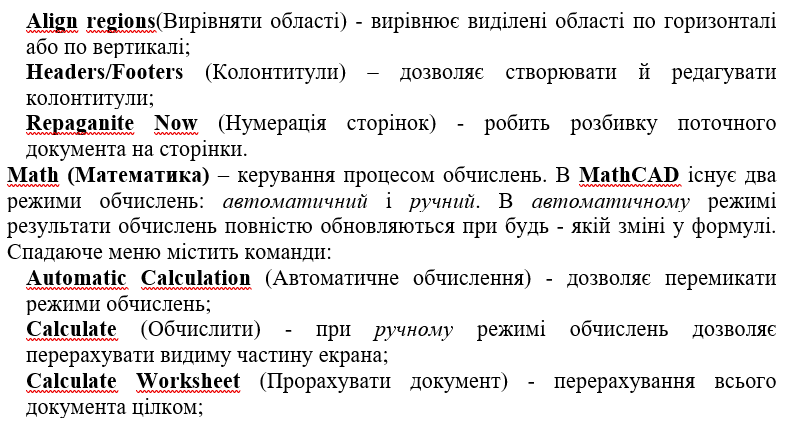 Align regions(Вирівняти області) - вирівнює виділені області по горизонталі
або по вертикалі;
Headers/Footers (Колонтитули) – дозволяє створювати й редагувати
колонтитули;
Repaganite Now (Нумерація сторінок) - робить розбивку поточного
документа на сторінки.
Math (Математика) – керування процесом обчислень. В MathCAD існує два
режими обчислень: автоматичний і ручний. В автоматичному режимі
результати обчислень повністю обновляються при будь - якій зміні у формулі.
Спадаюче меню містить команди:
Automatic Calculation (Автоматичне обчислення) - дозволяє перемикати
режими обчислень;
Calculate (Обчислити) - при ручному режимі обчислень дозволяє
перерахувати видиму частину екрана;
Calculate Worksheet (Прорахувати документ) - перерахування всього
документа цілком;